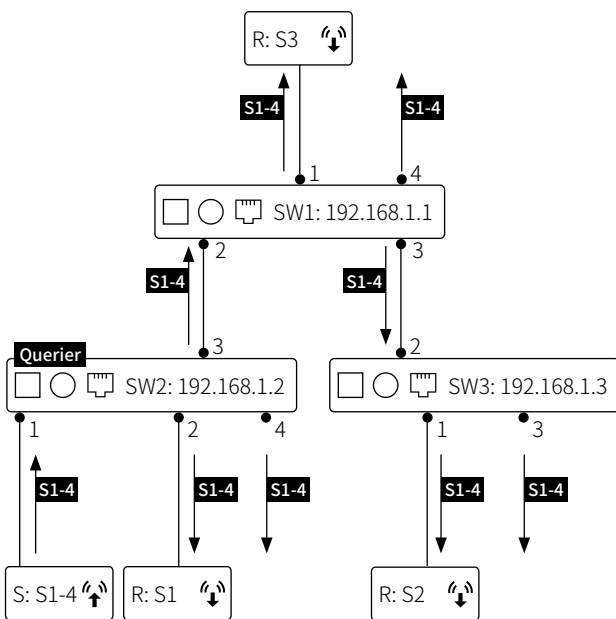 R: S3
S1-4
S1-4
1
4
SW1: 192.168.1.1
2
3
S1-4
S1-4
Querier
3
2
SW2: 192.168.1.2
SW3: 192.168.1.3
1
2
4
1
3
S1-4
S1-4
S1-4
S1-4
S1-4
S: S1-4
R: S1
R: S2